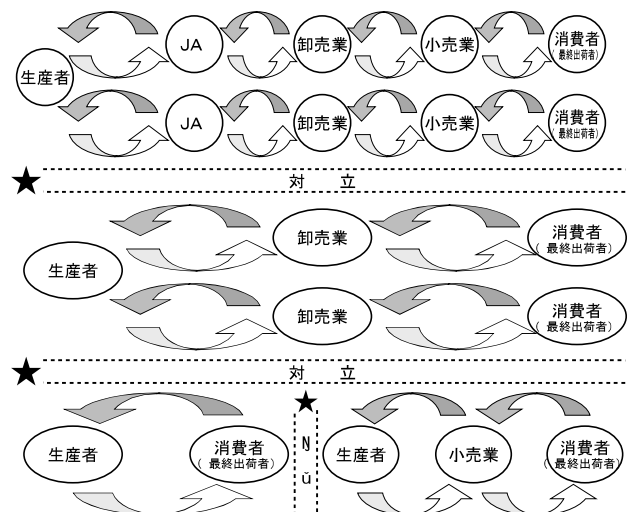 JA
卸売業
小売業
消費者
(最終出荷者)
生産者
JA
卸売業
小売業
消費者
(最終出荷者)
★
対 立
卸売業
消費者
(最終出荷者)
生産者
卸売業
消費者
(最終出荷者)
★
対 立
★
生産者
消費者
(最終出荷者)
生産者
小売業
消費者
(最終出荷者)